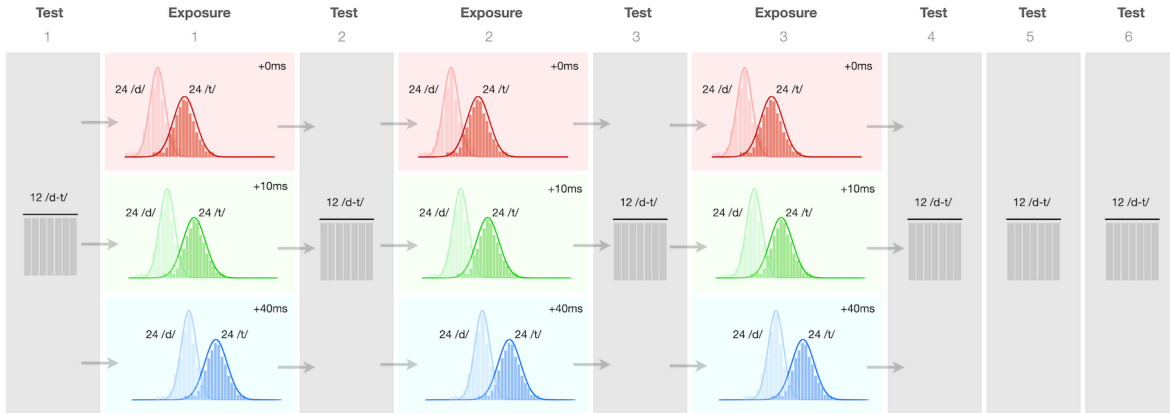 Test Exposure Test Exposure Test Exposure Test Test Test
1 1 2 2 3 3 4 5 6
+0ms +0ms +0ms
24 /d/ 24 /t/ 24 /d/ 24 /t/ 24 /d/ 24 /t/
+10ms +10ms +10ms
12 /d-t/ 12 /d-t/ 12 /d-t/ 12 /d-t/ 12 /d-t/ 12 /d-t/
24 /d/ 24 /t/ 24 /d/ 24 /t/ 24 /d/ 24 /t/
+40ms +40ms +40ms
24 /d/ 24 /t/ 24 /d/ 24 /t/ 24 /d/ 24 /t/